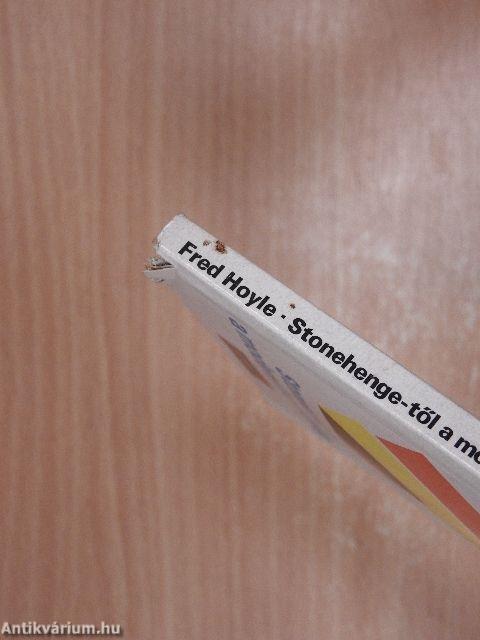 Fred Hoyle · Stonehenge-től a mo
Antikvárium.hu